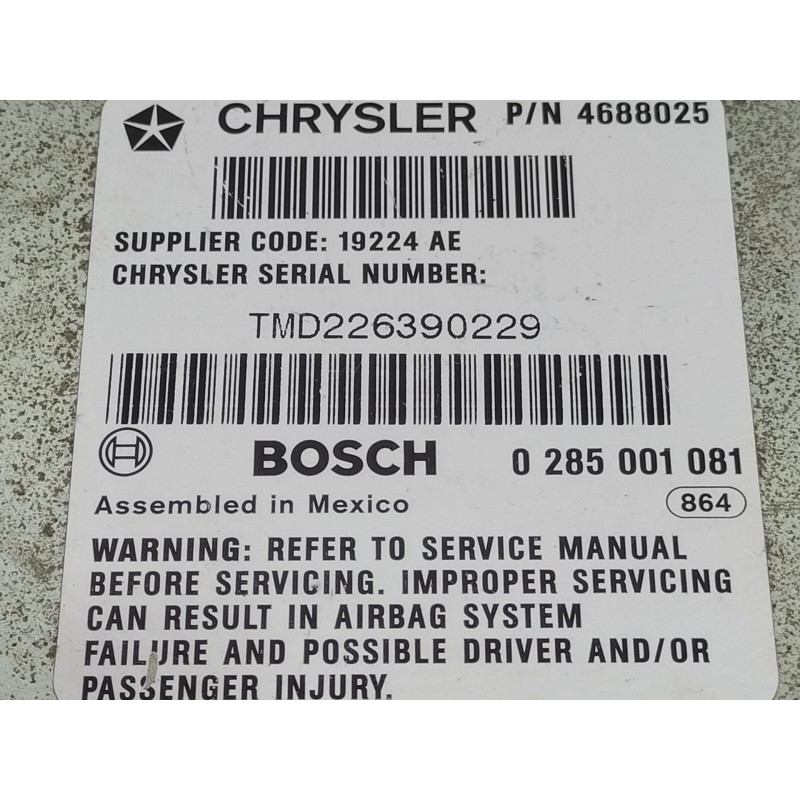 CHRYSLER P/N 4688025
SUPPLIER CODE: 19224 AE
CHRYSLER SERIAL NUMBER:
TMD226390229
BOSCH 0 285 001 081
Assembled in Mexico 864
WARNING: REFER TO SERVICE MANUAL
BEFORE SERVICING. IMPROPER SERVICING
CAN RESULT IN AIRBAG SYSTEM
FAILURE AND POSSIBLE DRIVER AND/OR
PASSENGER INJURY.